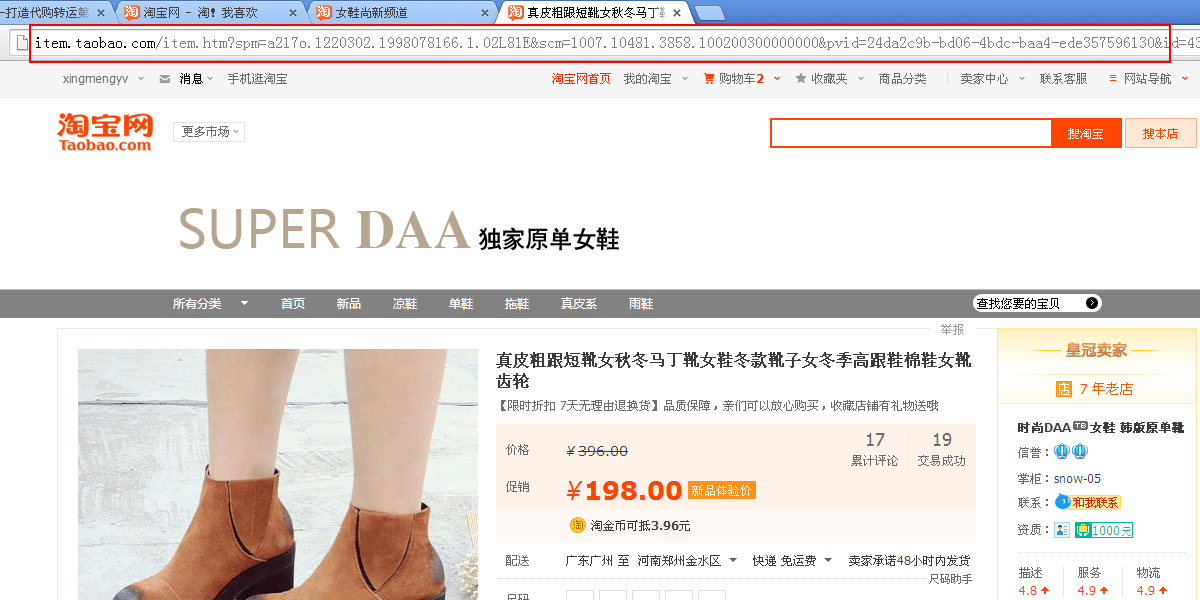 一打造代购转运第
淘宝网 - 淘！我喜欢
女鞋尚新频道
真皮粗跟短靴女秋冬马丁靴
item.taobao.com/item.htm?spm=a217o.1220302.1998078166.1.02L81E&scm=1007.10481.3858.100200300000000&pvid=24da2c9b-bd06-4bdc-baa4-ede357596130&id=43
xingmengyv 消息 手机逛淘宝 淘宝网首页 我的淘宝 购物车2 收藏夹 商品分类 卖家中心 联系客服 网站导航
淘宝网
Taobao.com
更多市场
搜淘宝 搜本店
SUPER DAA 独家原单女鞋
所有分类 首页 新品 凉鞋 单鞋 拖鞋 真皮系 雨鞋 查找您要的宝贝
举报
真皮粗跟短靴女秋冬马丁靴女鞋冬款靴子女冬季高跟鞋棉鞋女靴
齿轮
【限时折扣 7天无理由退换货】品质保障，亲们可以放心购买，收藏店铺有礼物送哦
价格 ¥396.00
17 19
累计评论 交易成功
促销 ¥198.00 新品体验价
淘 淘金币可抵3.96元
配送 广东广州 至 河南郑州金水区 快递 免运费 卖家承诺48小时内发货
尺码助手
尺码
皇冠卖家
店 7 年老店
时尚DAA TB 女鞋 韩版原单靴
信誉：
掌柜：snow-05
联系：和我联系
资质：1000元
描述 服务 物流
4.8 4.9 4.9